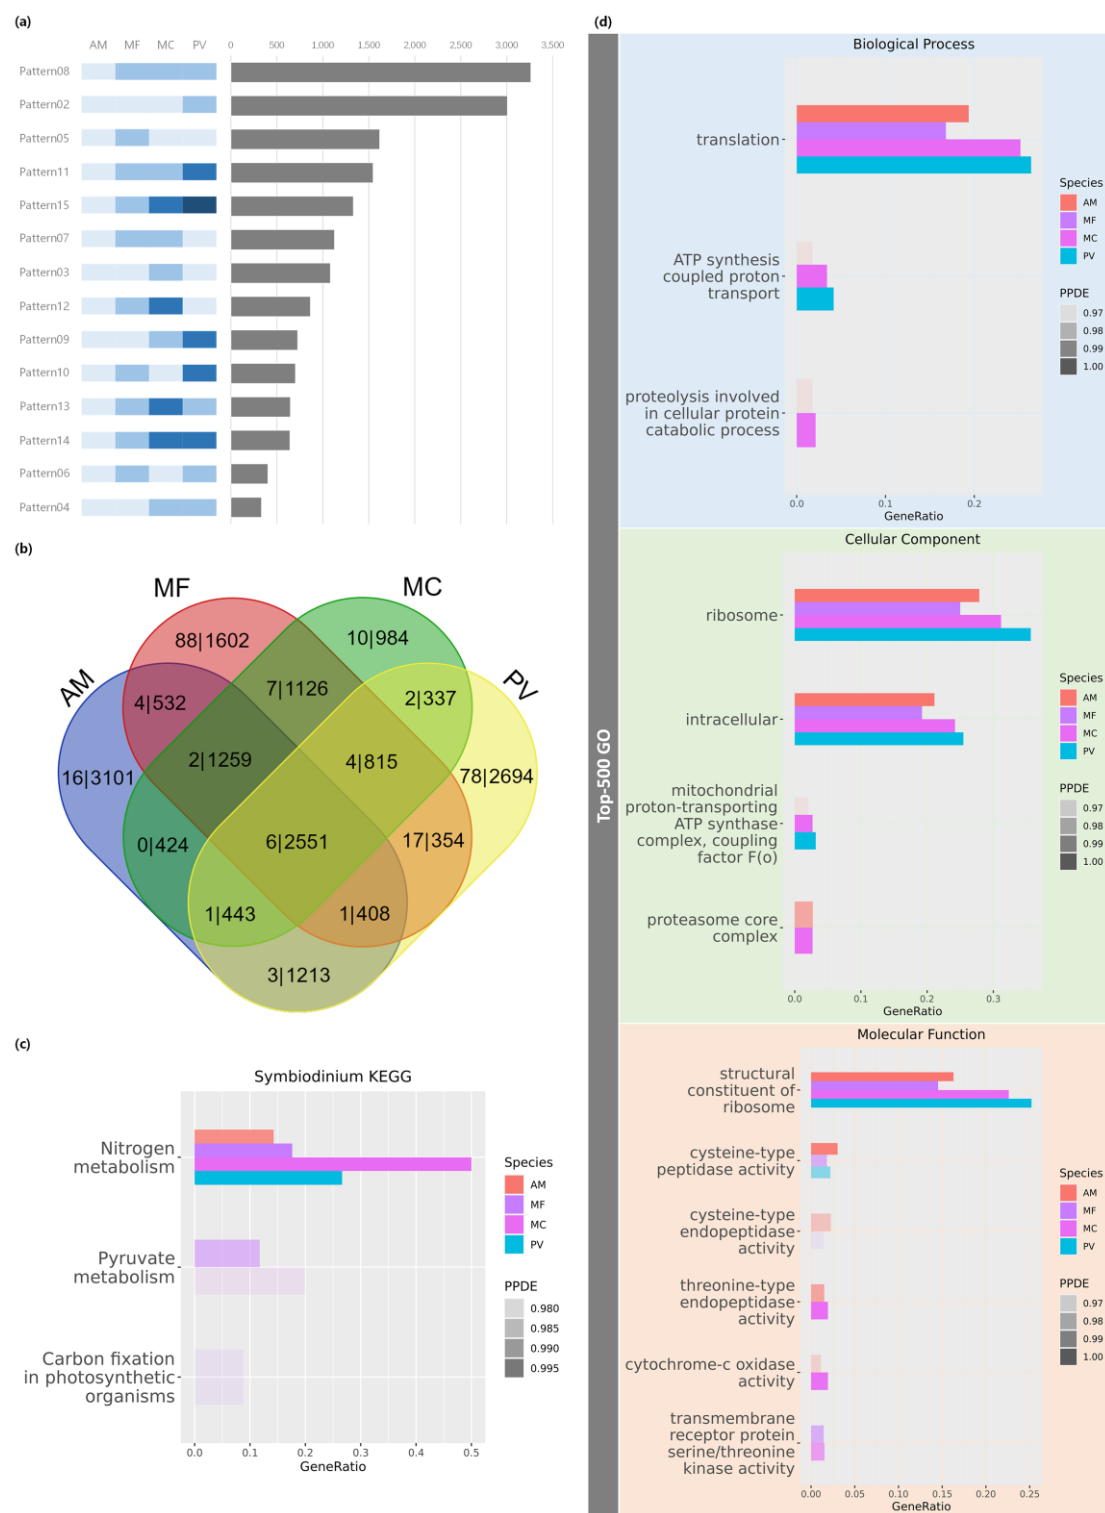 (a)
AM MF MC PV
0 500 1,000 1,500 2,000 2,500 3,000 3,500
Pattern08
Pattern02
Pattern05
Pattern11
Pattern15
Pattern07
Pattern03
Pattern12
Pattern09
Pattern10
Pattern13
Pattern14
Pattern06
Pattern04
(b)
MF
MC
AM
PV
88|1602
10|984
4|532
7|1126
2|337
16|3101
2|1259
4|815
78|2694
0|424
6|2551
17|354
1|443
1|408
3|1213
(c)
Symbiodinium KEGG
Nitrogen
metabolism
Pyruvate
metabolism
Carbon fixation
in photosynthetic
organisms
0.0 0.1 0.2 0.3 0.4 0.5
GeneRatio
Species
AM
MF
MC
PV
PPDE
0.980
0.985
0.990
0.995
(d)
Top-500 GO
Biological Process
translation
ATP synthesis
coupled proton
transport
proteolysis involved
in cellular protein
catabolic process
0.0 0.1 0.2
GeneRatio
Species
AM
MF
MC
PV
PPDE
0.97
0.98
0.99
1.00
Cellular Component
ribosome
intracellular
mitochondrial
proton-transporting
ATP synthase
complex, coupling
factor F(o)
proteasome core
complex
0.0 0.1 0.2 0.3
GeneRatio
Species
AM
MF
MC
PV
PPDE
0.97
0.98
0.99
1.00
Molecular Function
structural
constituent of
ribosome
cysteine-type
peptidase activity
cysteine-type
endopeptidase
activity
threonine-type
endopeptidase
activity
cytochrome-c oxidase
activity
transmembrane
receptor protein
serine/threonine
kinase activity
0.00 0.05 0.10 0.15 0.20 0.25
GeneRatio
Species
AM
MF
MC
PV
PPDE
0.97
0.98
0.99
1.00